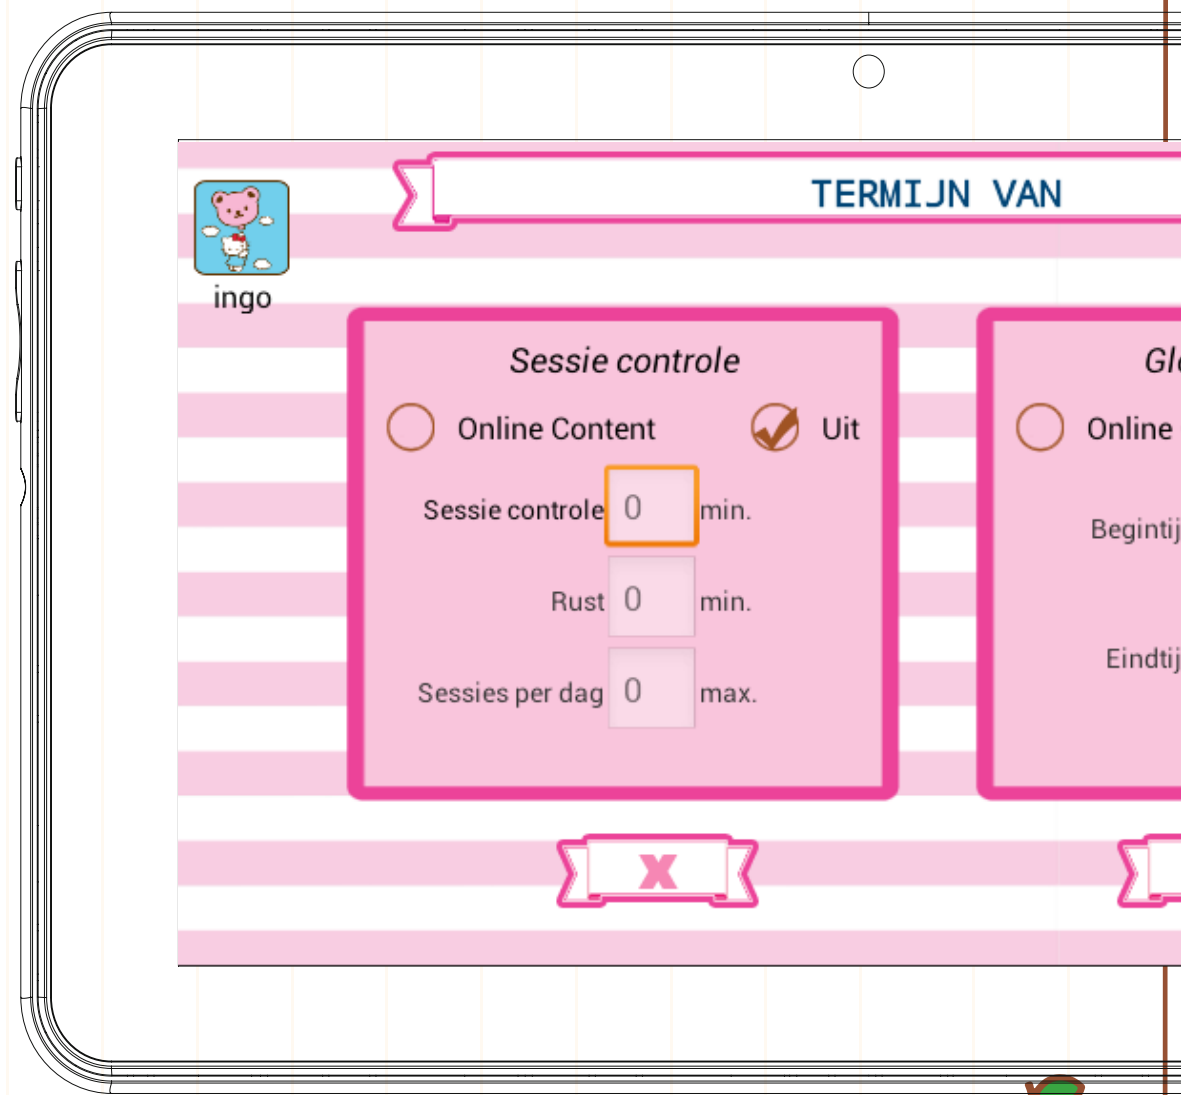 TERMIJN VAN
ingo
Sessie controle
Online Content Uit
Sessie controle 0 min.
Rust 0 min.
Sessies per dag 0 max.
X
Glo
Online
Begintij
Eindtij